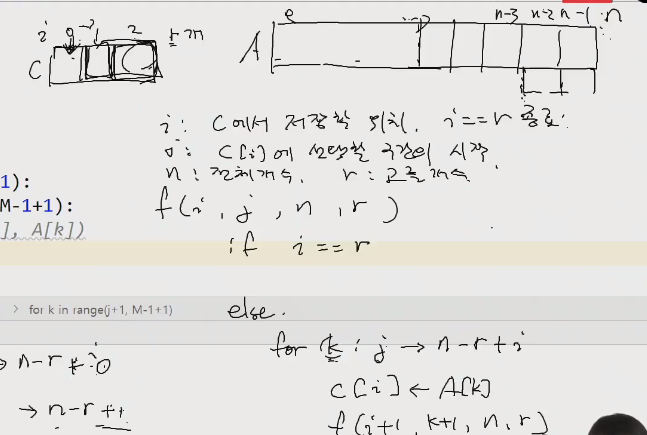 i 0 → 1 2 r개
C
A 0 n-3 n-2 n-1 n
i : C에서 저장할 위치. i==r 종료.
j : C[i]에 선택할 구간의 시작
n : 전체개수. r : 고를개수.
f(i, j, n, r)
if i == r
1):
M-1+1):
], A[k])
for k in range(j+1, M-1+1)
else.
for k : j → n-r+i
C[i] ← A[k]
f(i+1, k+1, n, r)
→ n-r+0
→ n-r+1